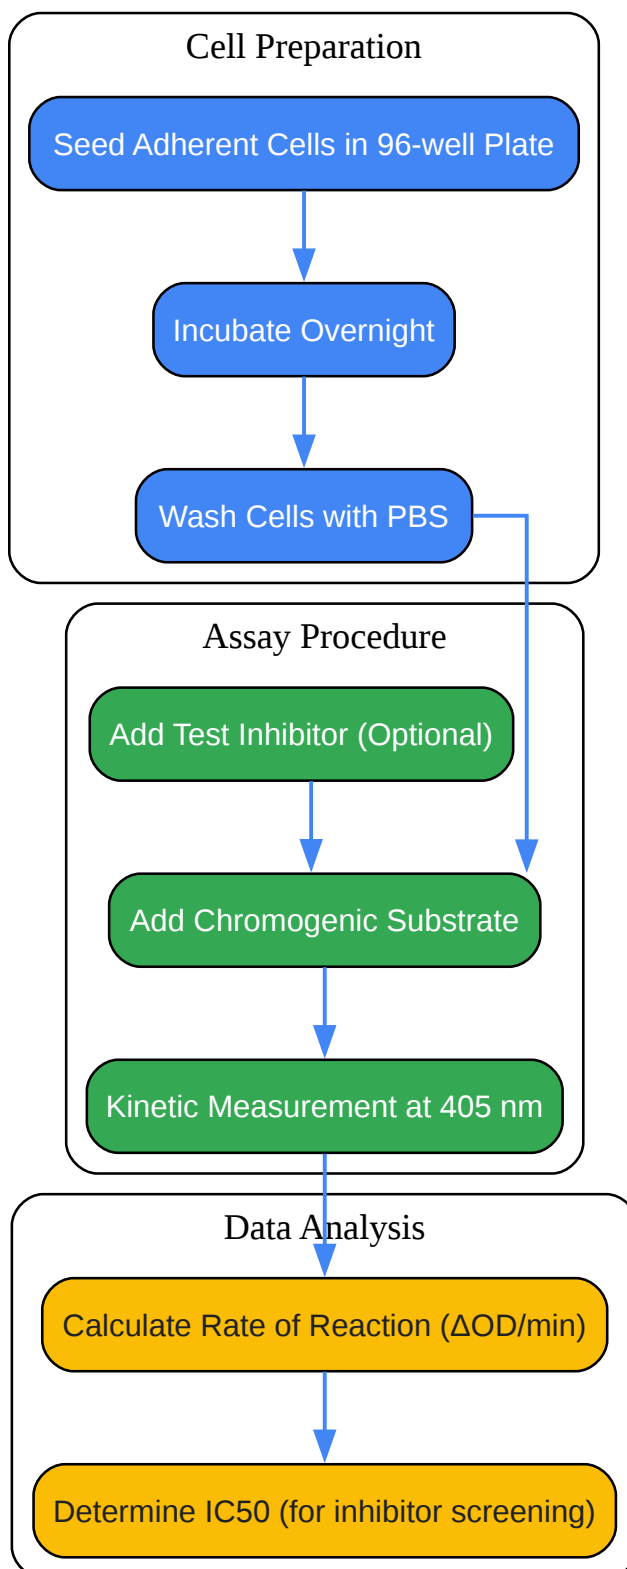 Cell Preparation
Seed Adherent Cells in 96-well Plate
Incubate Overnight
Wash Cells with PBS
Assay Procedure
Add Test Inhibitor (Optional)
Add Chromogenic Substrate
Kinetic Measurement at 405 nm
Data Analysis
Calculate Rate of Reaction (ΔOD/min)
Determine IC50 (for inhibitor screening)